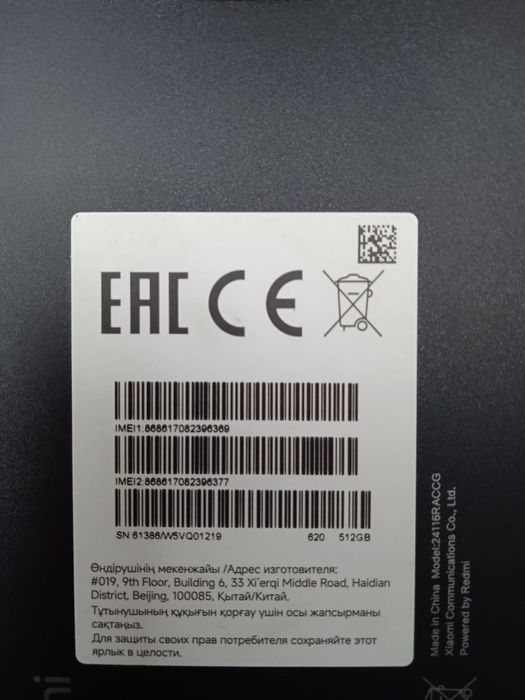 EAC CE
IMEI1.868617082396369
IMEI2.868617082396377
SN 61386/W5VQ01219 620 512GB
Өндірушінің мекенжайы /Адрес изготовителя:
#019, 9th Floor, Building 6, 33 Xi'erqi Middle Road, Haidian
District, Beijing, 100085, Қытай/Китай.
Тұтынушының құқығын қорғау үшін осы жапсырманы
сақтаңыз.
Для защиты своих прав потребителя сохраняйте этот
ярлык в целости.
Made in China Model:24116RACCG
Xiaomi Communications Co., Ltd.
Powered by Redmi